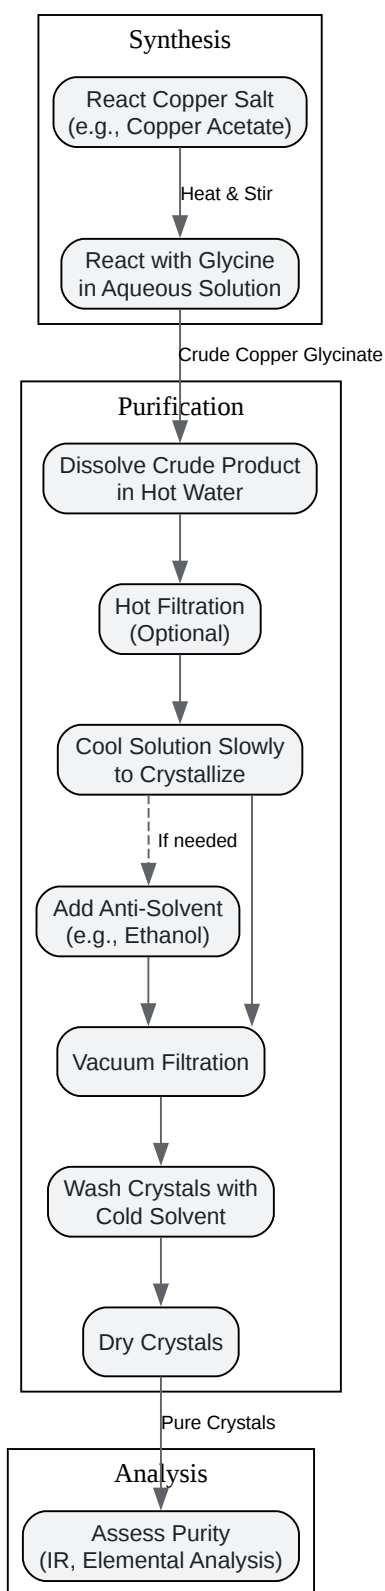 Synthesis
React Copper Salt
(e.g., Copper Acetate)
Heat & Stir
React with Glycine
in Aqueous Solution
Crude Copper Glycinate
Purification
Dissolve Crude Product
in Hot Water
Hot Filtration
(Optional)
Cool Solution Slowly
to Crystallize
If needed
Add Anti-Solvent
(e.g., Ethanol)
Vacuum Filtration
Wash Crystals with
Cold Solvent
Dry Crystals
Pure Crystals
Analysis
Assess Purity
(IR, Elemental Analysis)